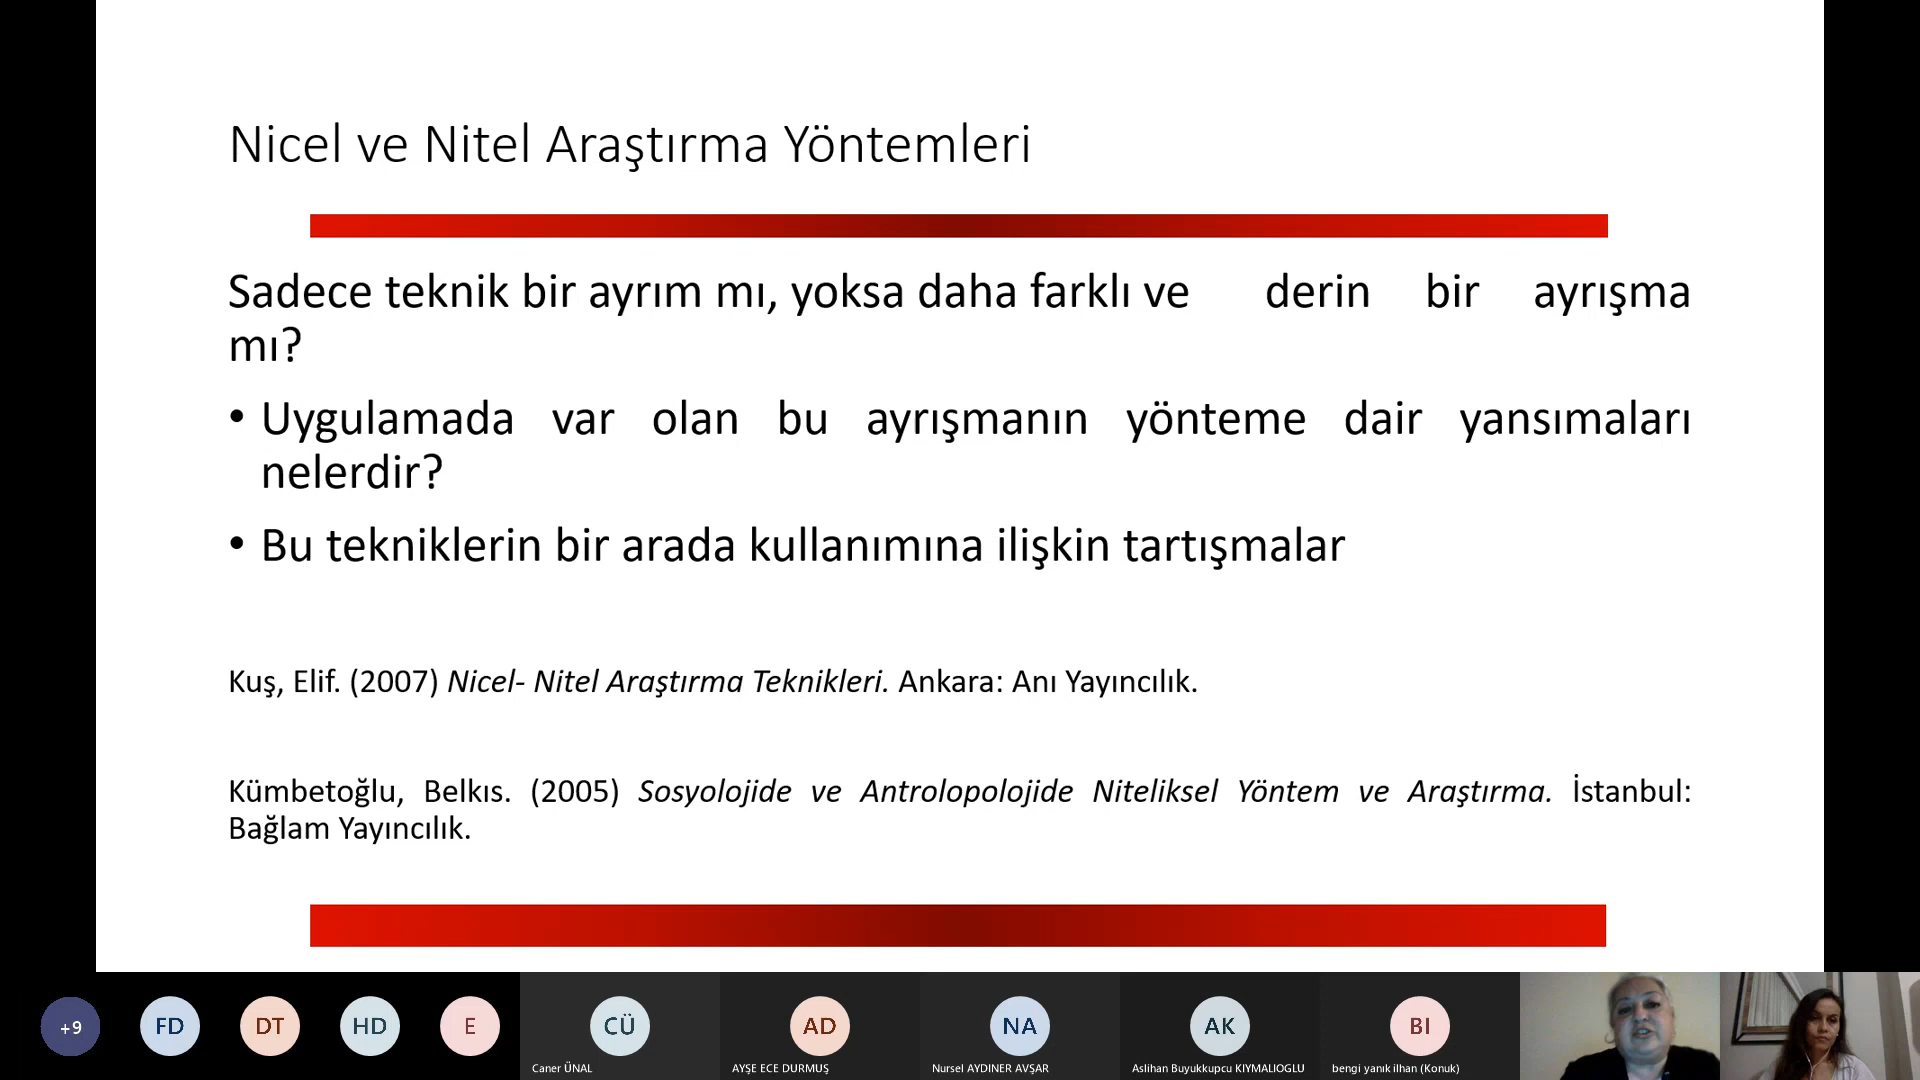 Nicel ve Nitel Araştırma Yöntemleri
Sadece teknik bir ayrım mı, yoksa daha farklı ve derin bir ayrışma
mı?
• Uygulamada var olan bu ayrışmanın yönteme dair yansımaları
nelerdir?
• Bu tekniklerin bir arada kullanımına ilişkin tartışmalar
Kuş, Elif. (2007) Nicel- Nitel Araştırma Teknikleri. Ankara: Anı Yayıncılık.
Kümbetoğlu, Belkıs. (2005) Sosyolojide ve Antrolopolojide Niteliksel Yöntem ve Araştırma. İstanbul:
Bağlam Yayıncılık.
+9 FD DT HD E CÜ AD NA AK BI
Caner ÜNAL AYŞE ECE DURMUŞ Nursel AYDINER AVŞAR Aslihan Buyukkupcu KIYMALIOGLU bengi yanık ilhan (Konuk)